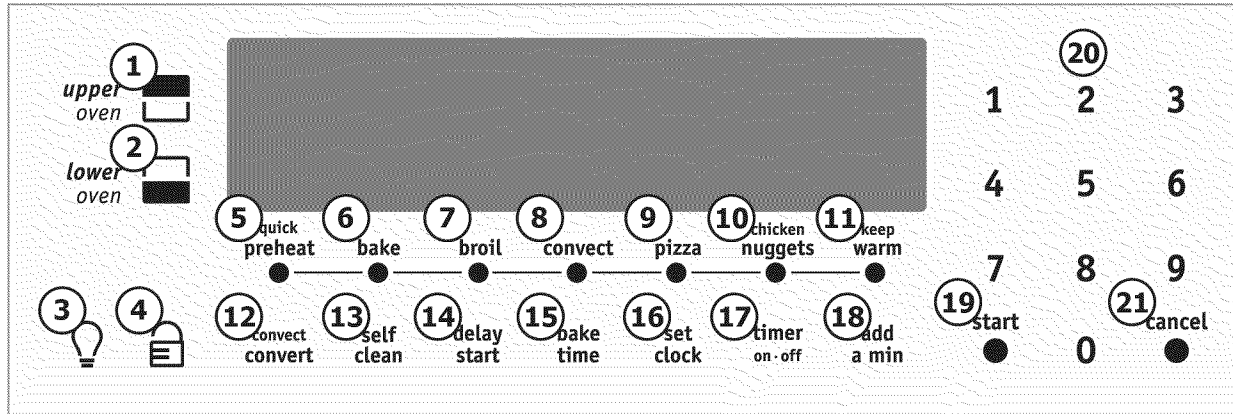 1
upper
oven
2
lower
oven
20
1 2 3
4 5 6
7 8 9
0
5 quick
preheat
6
bake
7
broil
8
convect
9
pizza
10 chicken
nuggets
11 keep
warm
3
4
12 convect
convert
13 self
clean
14 delay
start
15 bake
time
16 set
clock
17 timer
on · off
18 add
a min
19 start
21 cancel